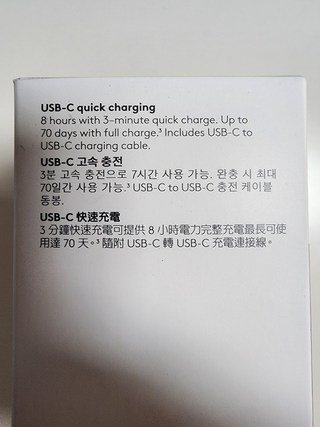 USB-C quick charging
8 hours with 3-minute quick charge. Up to
70 days with full charge.³ Includes USB-C to
USB-C charging cable.
USB-C 고속 충전
3분 고속 충전으로 7시간 사용 가능. 완충 시 최대
70일간 사용 가능.³ USB-C to USB-C 충전 케이블
동봉.
USB-C 快速充電
3 分鐘快速充電可提供 8 小時電力完整充電最長可使
用達 70 天。³ 隨附 USB-C 轉 USB-C 充電連接線。